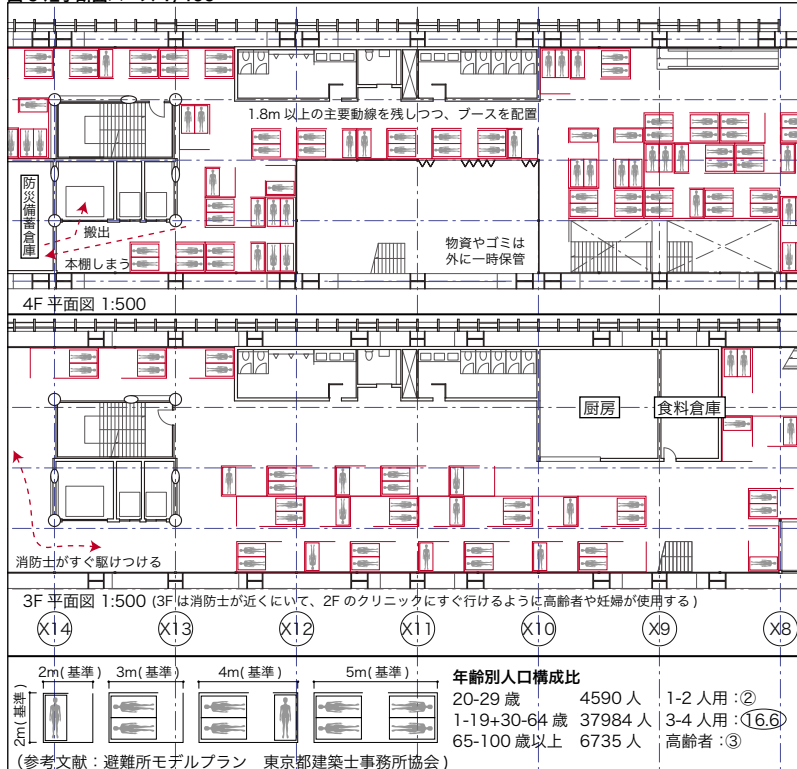 1.8m 以上の主要動線を残しつつ、ブースを配置
防災備蓄倉庫
搬出
本棚しまう
物資やゴミは
外に一時保管
4F 平面図 1:500
厨房
食料倉庫
消防士がすぐ駆けつける
3F 平面図 1:500 (3F は消防士が近くにいて、2F のクリニックにすぐ行けるように高齢者や妊婦が使用する)
X14 X13 X12 X11 X10 X9 X8
2m(基準) 3m(基準) 4m(基準) 5m(基準)
2m(基準)
(参考文献:避難所モデルプラン 東京都建築士事務所協会)
年齢別人口構成比
20-29 歳 4590 人 1-2 人用:②
1-19+30-64 歳 37984 人 3-4 人用:16.6
65-100 歳以上 6735 人 高齢者:③